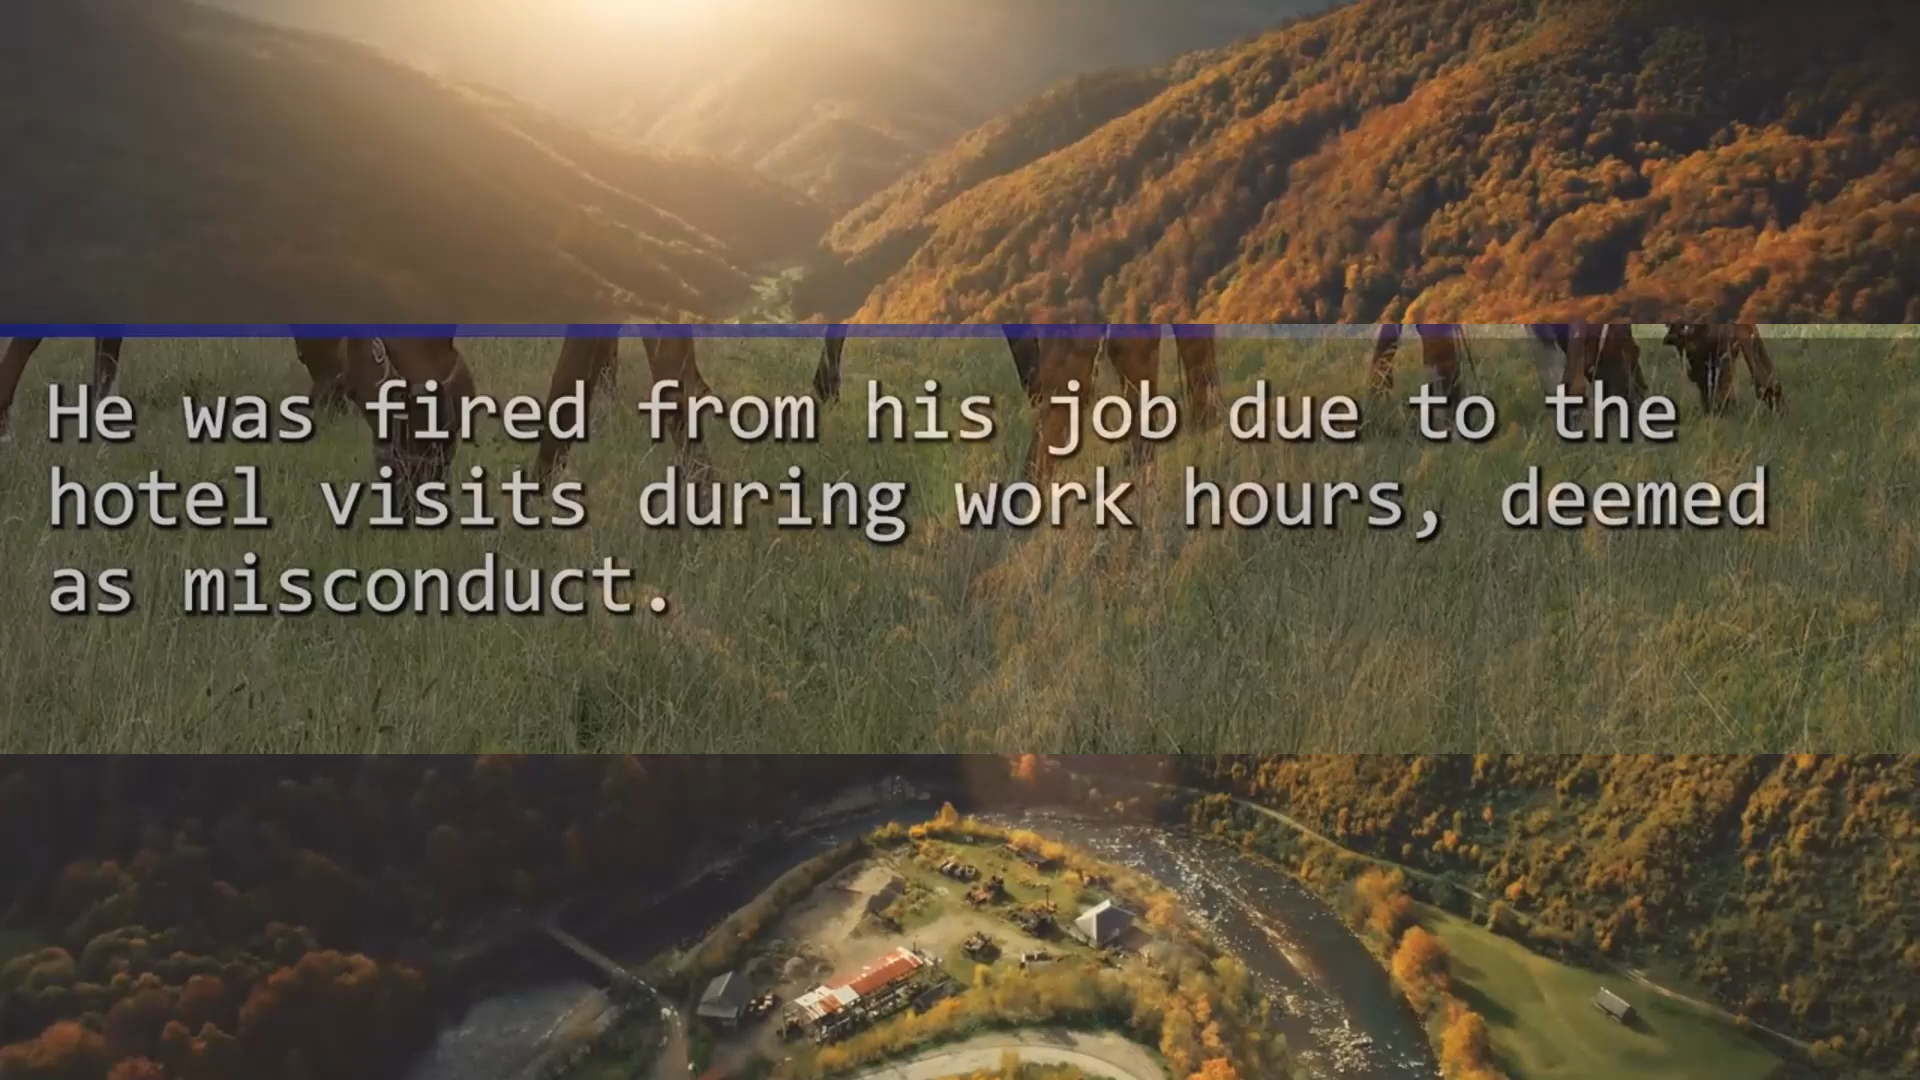 He was fired from his job due to the
hotel visits during work hours, deemed
as misconduct.